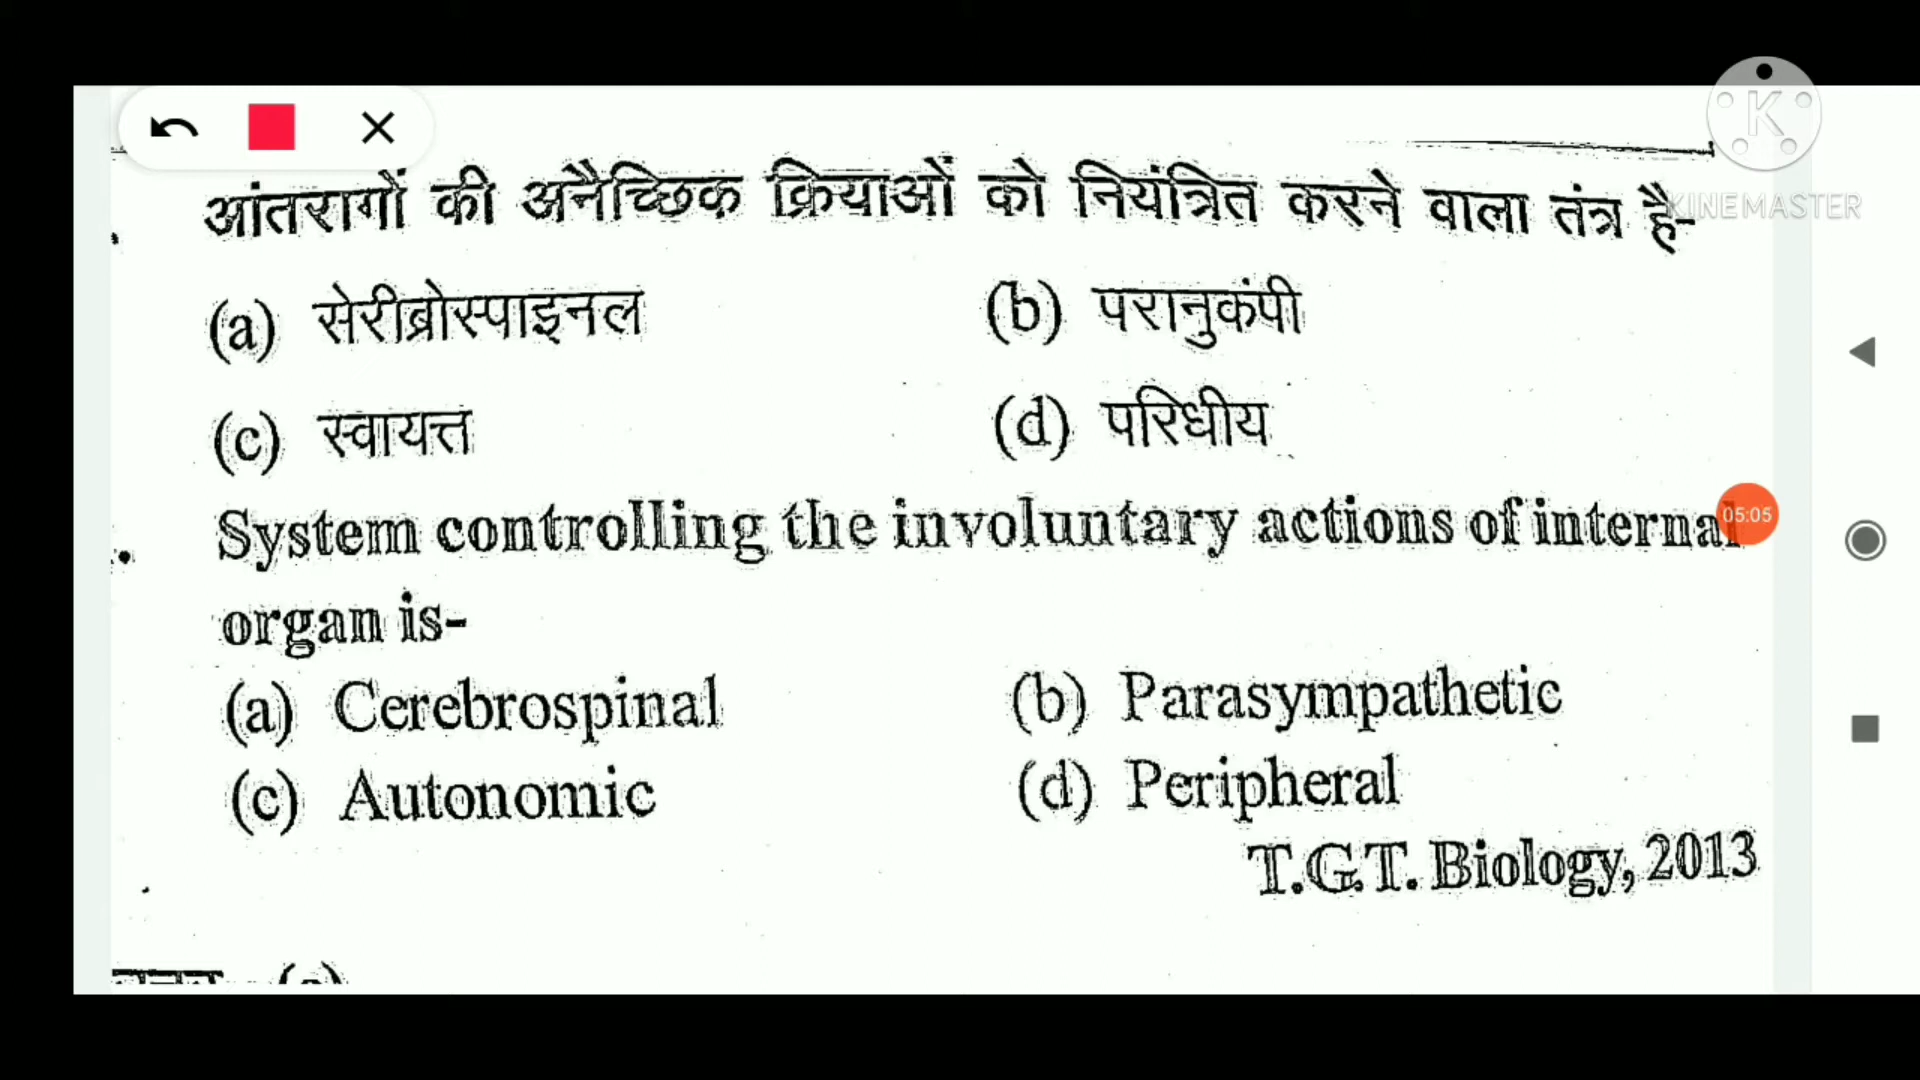 आंतरागों की अनैच्छिक क्रियाओं को नियंत्रित करने वाला तंत्र है-
(a) सेरीब्रोस्पाइनल (b) परानुकंपी
(c) स्वायत्त (d) परिधीय
System controlling the involuntary actions of internal
organ is-
(a) Cerebrospinal (b) Parasympathetic
(c) Autonomic (d) Peripheral
T.G.T. Biology, 2013
K
KINEMASTER
05:05